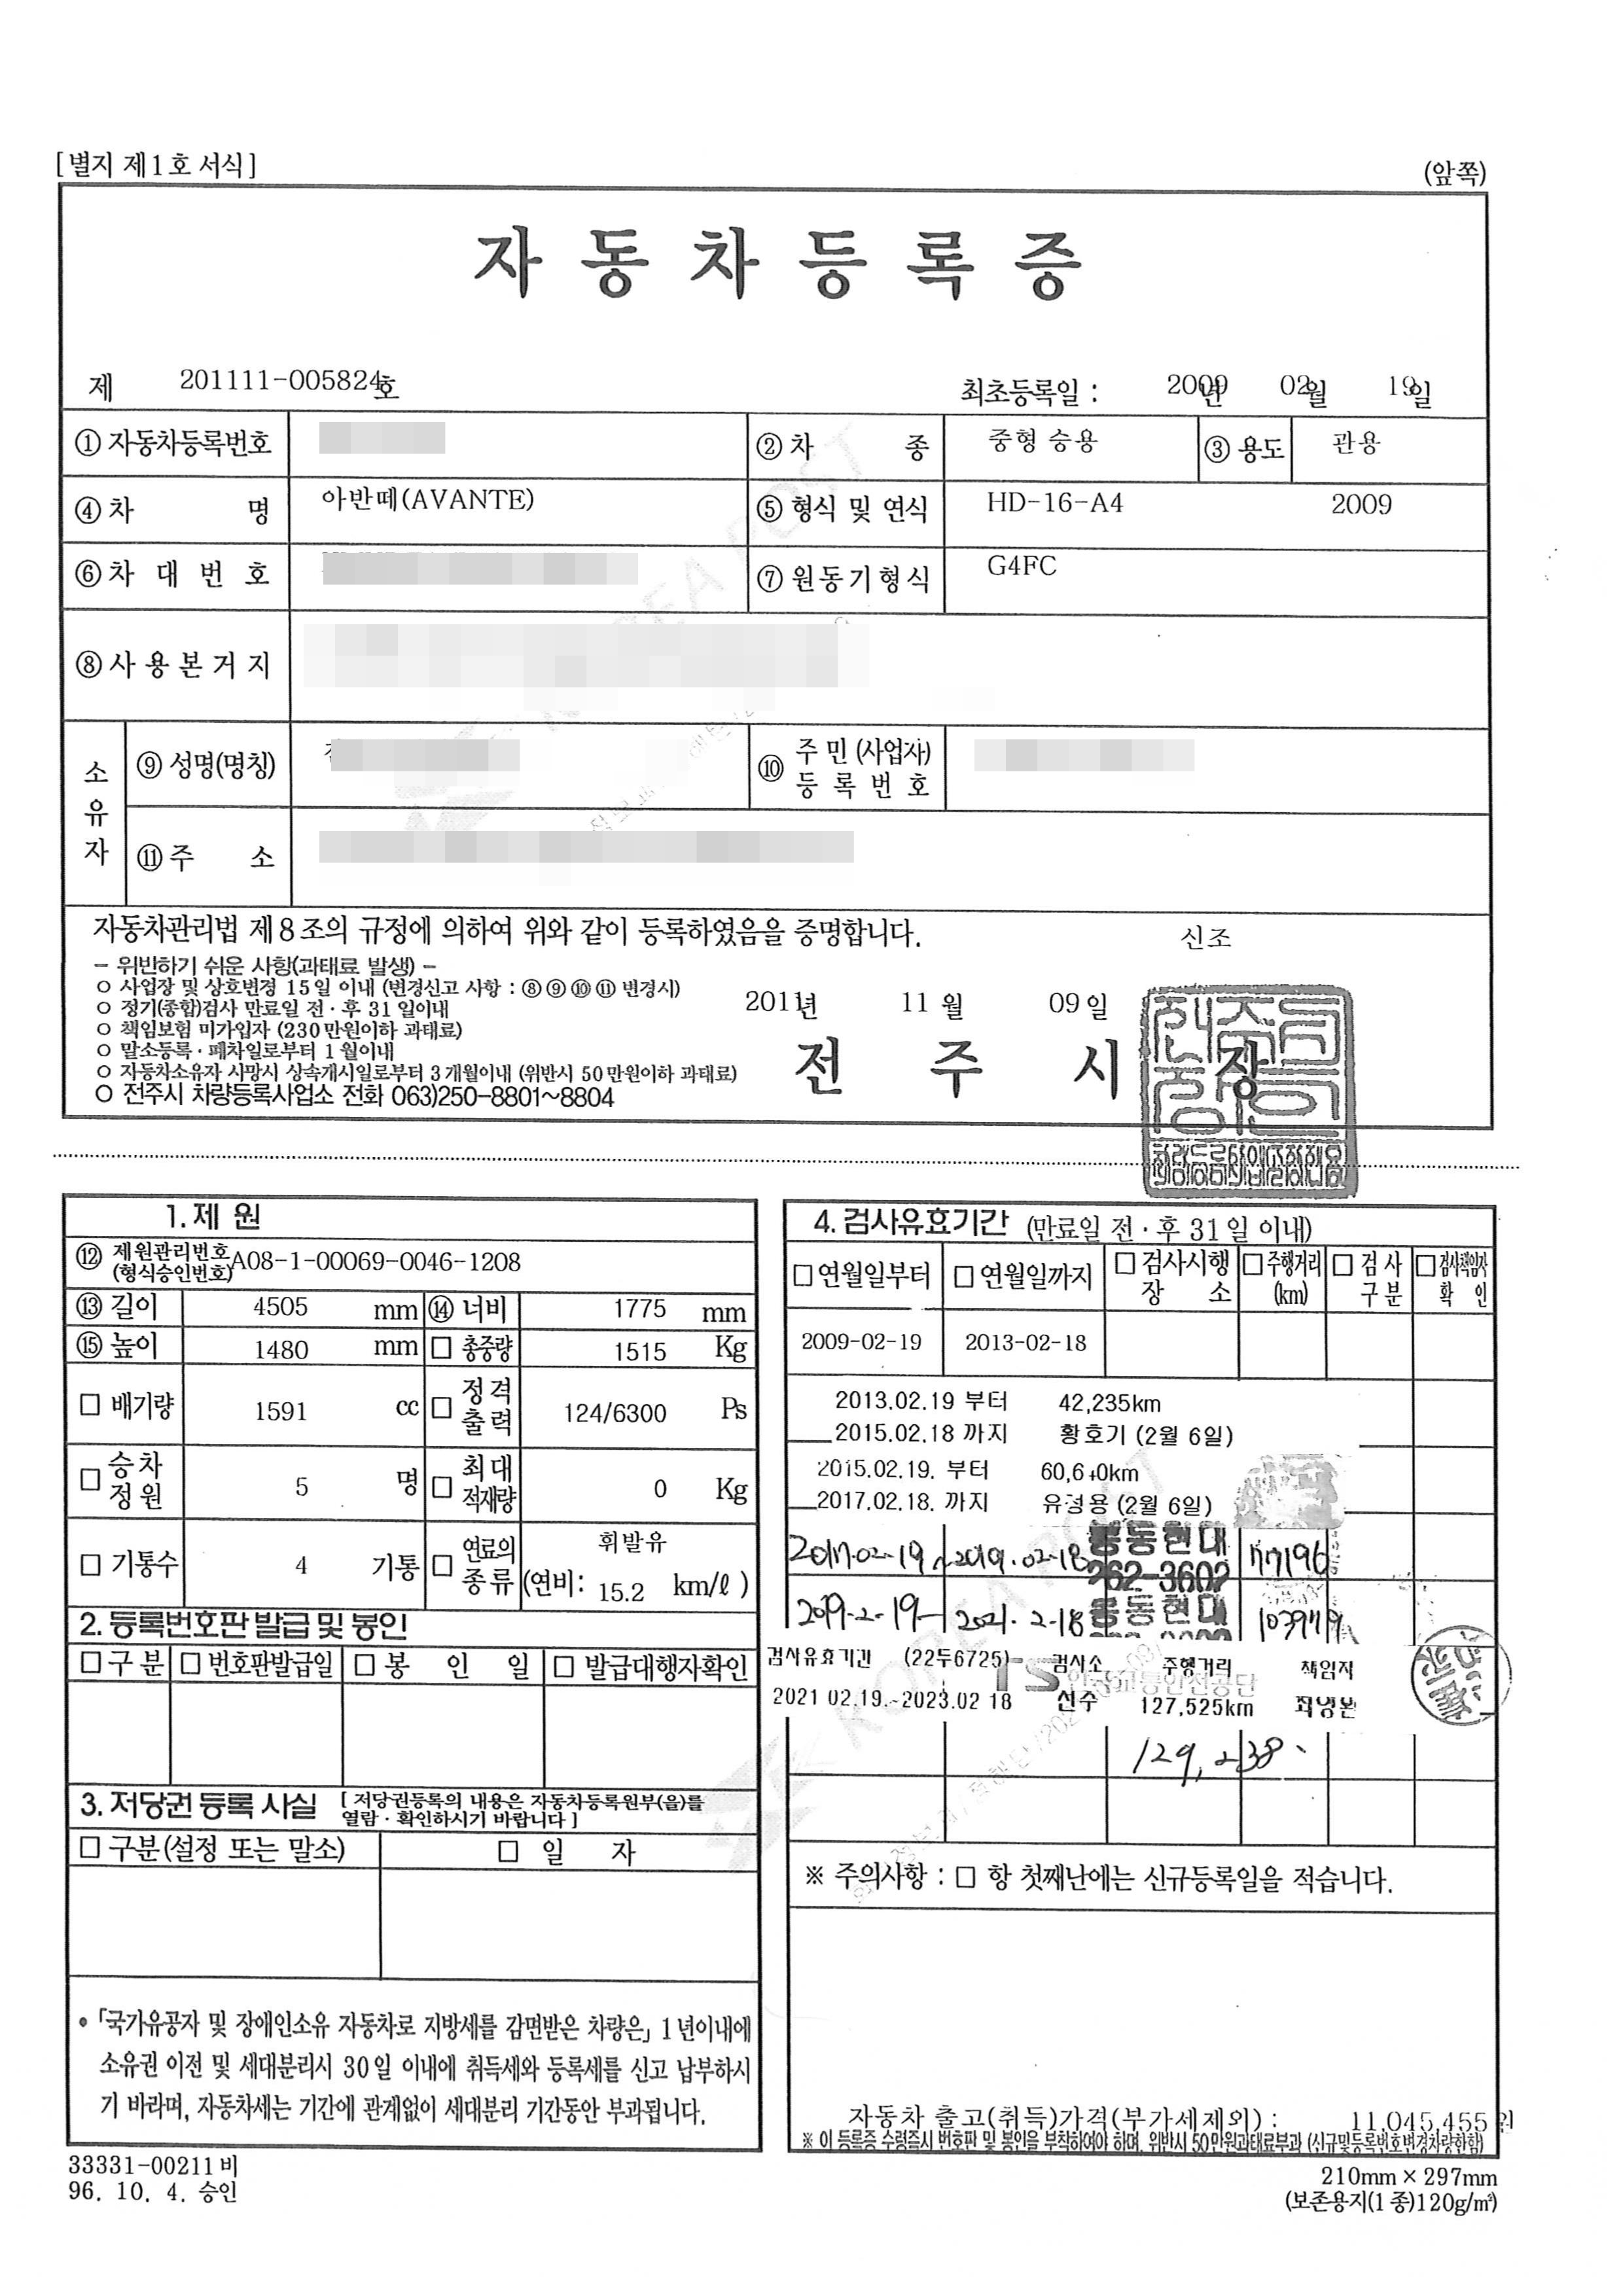 [별지 제1호 서식]
(앞쪽)
자동차등록증
제 201111-005824호
최초등록일 : 2009년 02월 19일
① 자동차등록번호
② 차 종 중형 승용
③ 용도 관용
④ 차 명 아반떼(AVANTE)
⑤ 형식 및 연식 HD-16-A4 2009
⑥ 차 대 번 호
⑦ 원동기형식 G4FC
⑧ 사 용 본 거 지
소유자
⑨ 성명(명칭)
⑩ 주 민 (사업자) 등 록 번 호
⑪ 주 소
자동차관리법 제8조의 규정에 의하여 위와 같이 등록하였음을 증명합니다.
신조
- 위반하기 쉬운 사항(과태료 발생) -
○ 사업장 및 상호변경 15일 이내 (변경신고 사항 : ⑧⑨⑩⑪ 변경시)
○ 정기(종합)검사 만료일 전·후 31일이내
○ 책임보험 미가입자 (230만원이하 과태료)
○ 말소등록·폐차일로부터 1월이내
○ 자동차소유자 사망시 상속개시일로부터 3개월이내 (위반시 50만원이하 과태료)
○ 전주시 차량등록사업소 전화 063)250-8801~8804
2011년 11월 09일
전 주 시 장
1. 제 원
⑫ 제원관리번호 (형식승인번호) A08-1-00069-0046-1208
⑬ 길이 4505 mm ⑭ 너비 1775 mm
⑮ 높이 1480 mm □ 총중량 1515 Kg
□ 배기량 1591 cc □ 정격출력 124/6300 Ps
□ 승차정원 5 명 □ 최대적재량 0 Kg
□ 기통수 4 기통 □ 연료의 종류 휘발유 (연비: 15.2 km/ℓ)
2. 등록번호판 발급 및 봉인
□ 구분 □ 번호판발급일 □ 봉 인 일 □ 발급대행자확인
3. 저당권 등록 사실 [ 저당권등록의 내용은 자동차등록원부(을)를
열람·확인하시기 바랍니다 ]
□ 구분(설정 또는 말소) □ 일 자
• 「국가유공자 및 장애인소유 자동차로 지방세를 감면받은 차량은」 1년이내에
소유권 이전 및 세대분리시 30일 이내에 취득세와 등록세를 신고 납부하시
기 바라며, 자동차세는 기간에 관계없이 세대분리 기간동안 부과됩니다.
4. 검사유효기간 (만료일 전·후 31일 이내)
□ 연월일부터 □ 연월일까지 □ 검사시행장소 □ 주행거리(km) □ 검사구분 □ 검사책임자확인
2009-02-19 2013-02-18
2013.02.19 부터 42,235km
2015.02.18 까지 황호기 (2월 6일)
2015.02.19. 부터
2017.02.18. 까지 유정용 (2월 6일)
2017-02-19 ~ 2019.02-18 현대 262-3602 77196
2019-2-19- 2021.2-18 현대
검사유효기간 (22두6725) TS 검사소 주행거리 책임자
2021 02.19.~2023.02 18 전주 127,525km
129,238
※ 주의사항 : □ 항 첫째난에는 신규등록일을 적습니다.
자동차 출고(취득)가격(부가세제외) : 11,045,455 원
※ 이 등록증 수령즉시 번호판 및 봉인을 부착하여야 하며, 위반시 50만원과태료부과 (신규및등록번호변경차량한함)
33331-00211비
96. 10. 4. 승인
210mm×297mm
(보존용지(1종)120g/㎡)
KOREA POST
KOREA POST